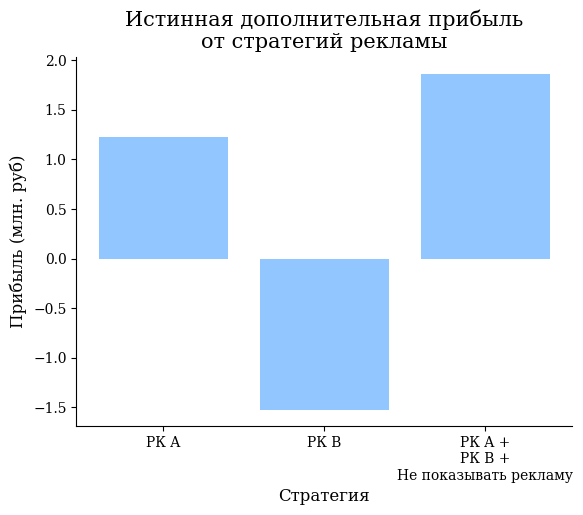 Истинная дополнительная прибыль
от стратегий рекламы
Прибыль (млн. руб)
2.0
1.5
1.0
0.5
0.0
−0.5
−1.0
−1.5
РК A
РК B
РК A +
РК B +
Не показывать рекламу
Стратегия